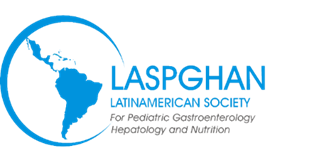 LASPGHAN
LATINAMERICAN SOCIETY
For Pediatric Gastroenterology
Hepatology and Nutrition